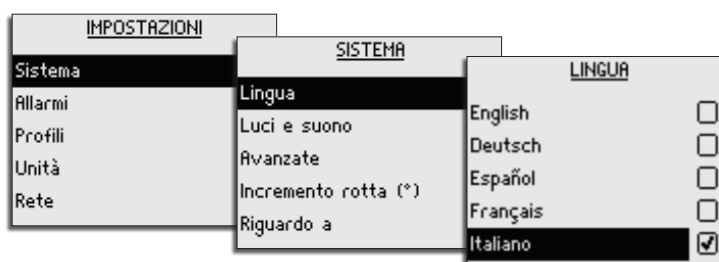 IMPOSTAZIONI
Sistema
Allarmi
Profili
Unità
Rete
SISTEMA
Lingua
Luci e suono
Avanzate
Incremento rotta (°)
Riguardo a
LINGUA
English
Deutsch
Español
Français
Italiano